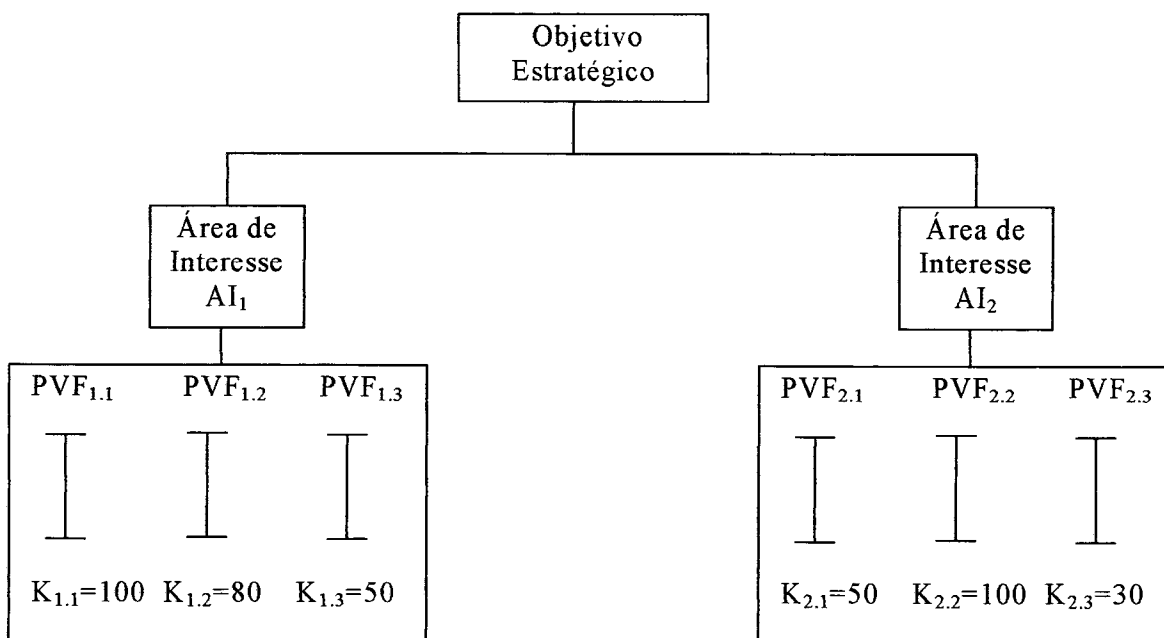 Objetivo
Estratégico
Área de
Interesse
AI₁
Área de
Interesse
AI₂
PVF₁.₁ PVF₁.₂ PVF₁.₃
PVF₂.₁ PVF₂.₂ PVF₂.₃
K₁.₁=100 K₁.₂=80 K₁.₃=50
K₂.₁=50 K₂.₂=100 K₂.₃=30